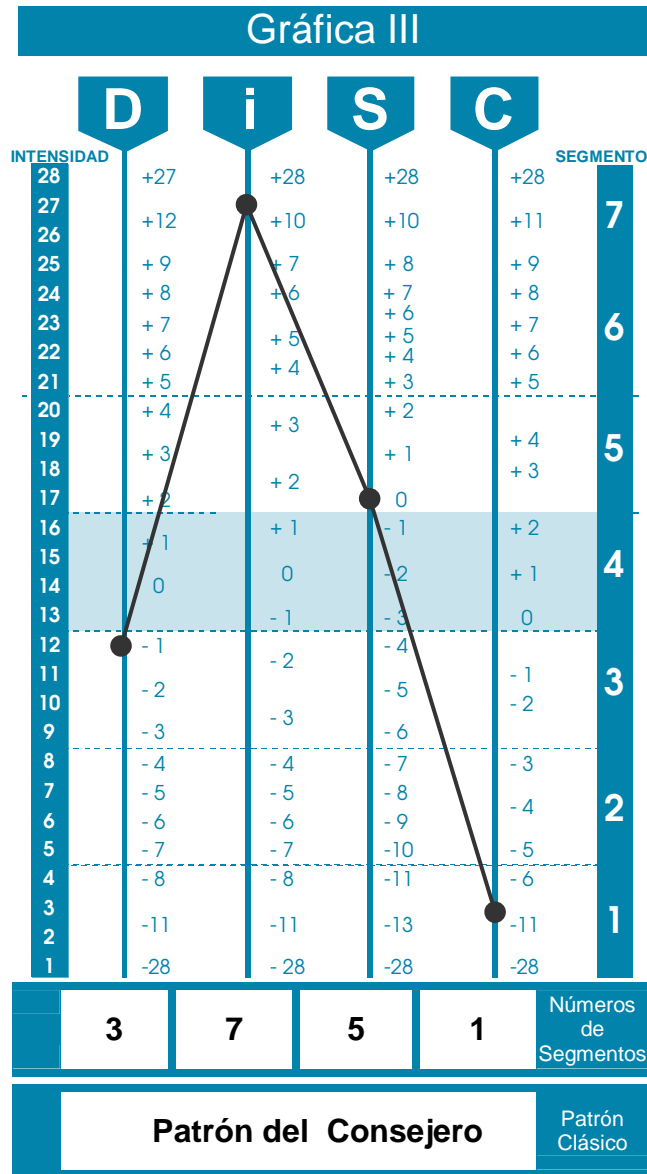 Gráfica III
D i S C
INTENSIDAD SEGMENTO
28 +27 +28 +28 +28
27
+12 +10 +10 +11 7
26
25 + 9 + 7 + 8 + 9
24 + 8 + 6 + 7 + 8
+ 6
23 + 7 + 5 + 5 + 7 6
22 + 6 + 4 + 4 + 6
21 + 5 + 3 + 5
20 + 4 + 3 + 2
19 + 4 5
18 + 3 + 2 + 1 + 3
17 + 2 0
16 + 1 + 1 - 1 + 2
15
14 0 0 - 2 + 1 4
13 - 1 - 3 0
12 - 1 - 2 - 4
11 - 1
10 - 2 - 3 - 5 - 2 3
9 - 3 - 6
8 - 4 - 4 - 7 - 3
7 - 5 - 5 - 8
6 - 6 - 6 - 9 - 4 2
5 - 7 - 7 -10 - 5
4 - 8 - 8 -11 - 6
3
2 -11 -11 -13 -11 1
1 -28 - 28 -28 -28
3 7 5 1 Números
de
Segmentos
Patrón del Consejero Patrón
Clásico